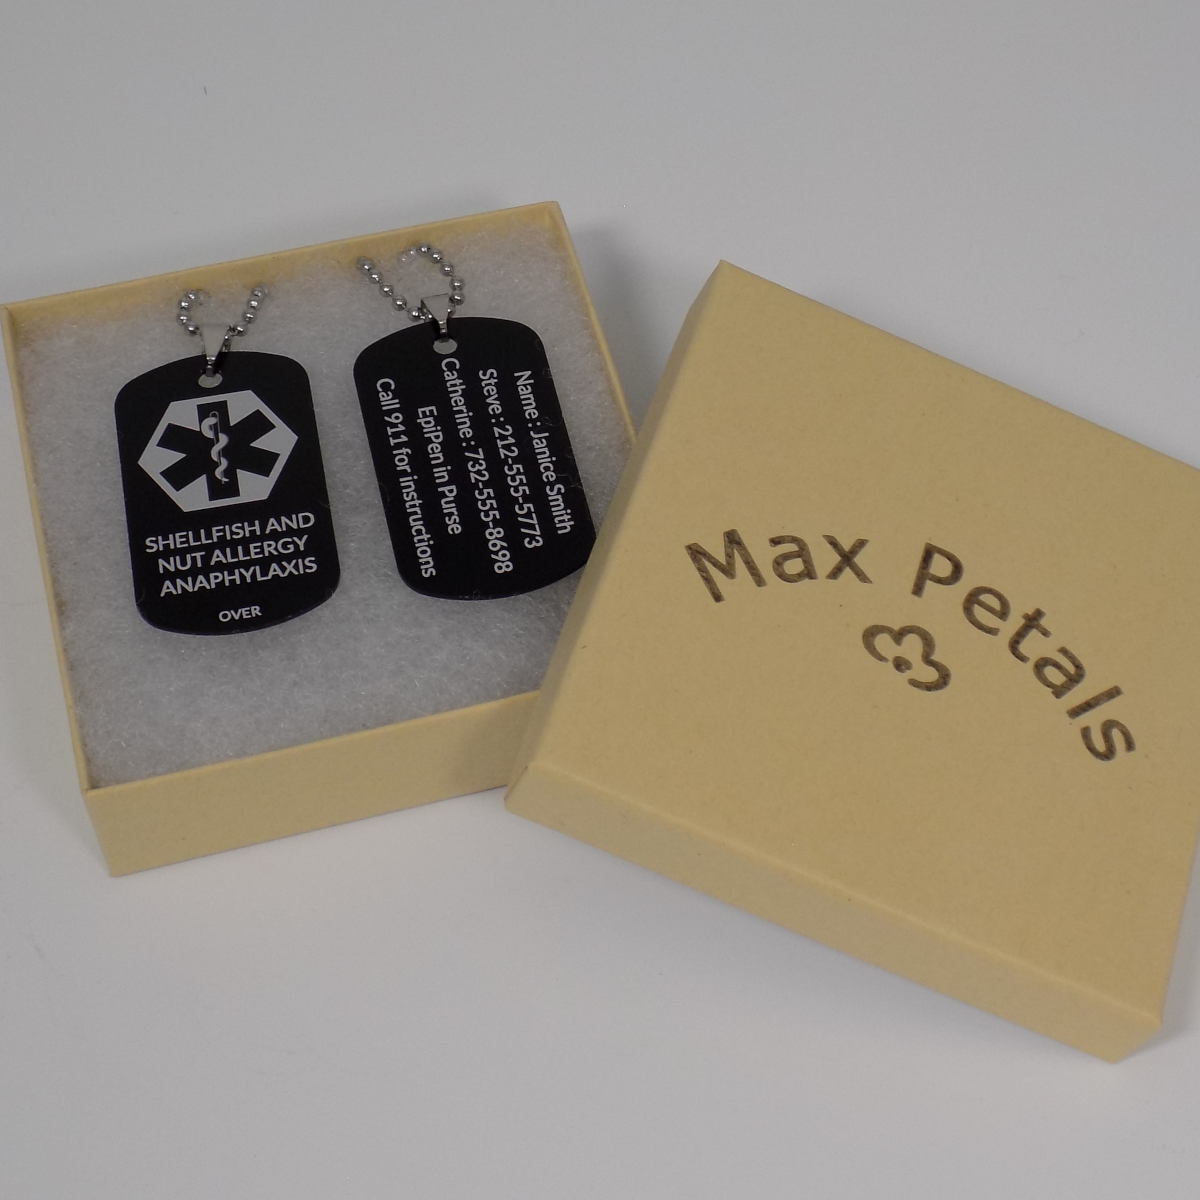 SHELLFISH AND
NUT ALLERGY
ANAPHYLAXIS
OVER
Name : Janice Smith
Steve : 212-555-5773
Catherine : 732-555-8698
EpiPen in Purse
Call 911 for instructions
Max Petals